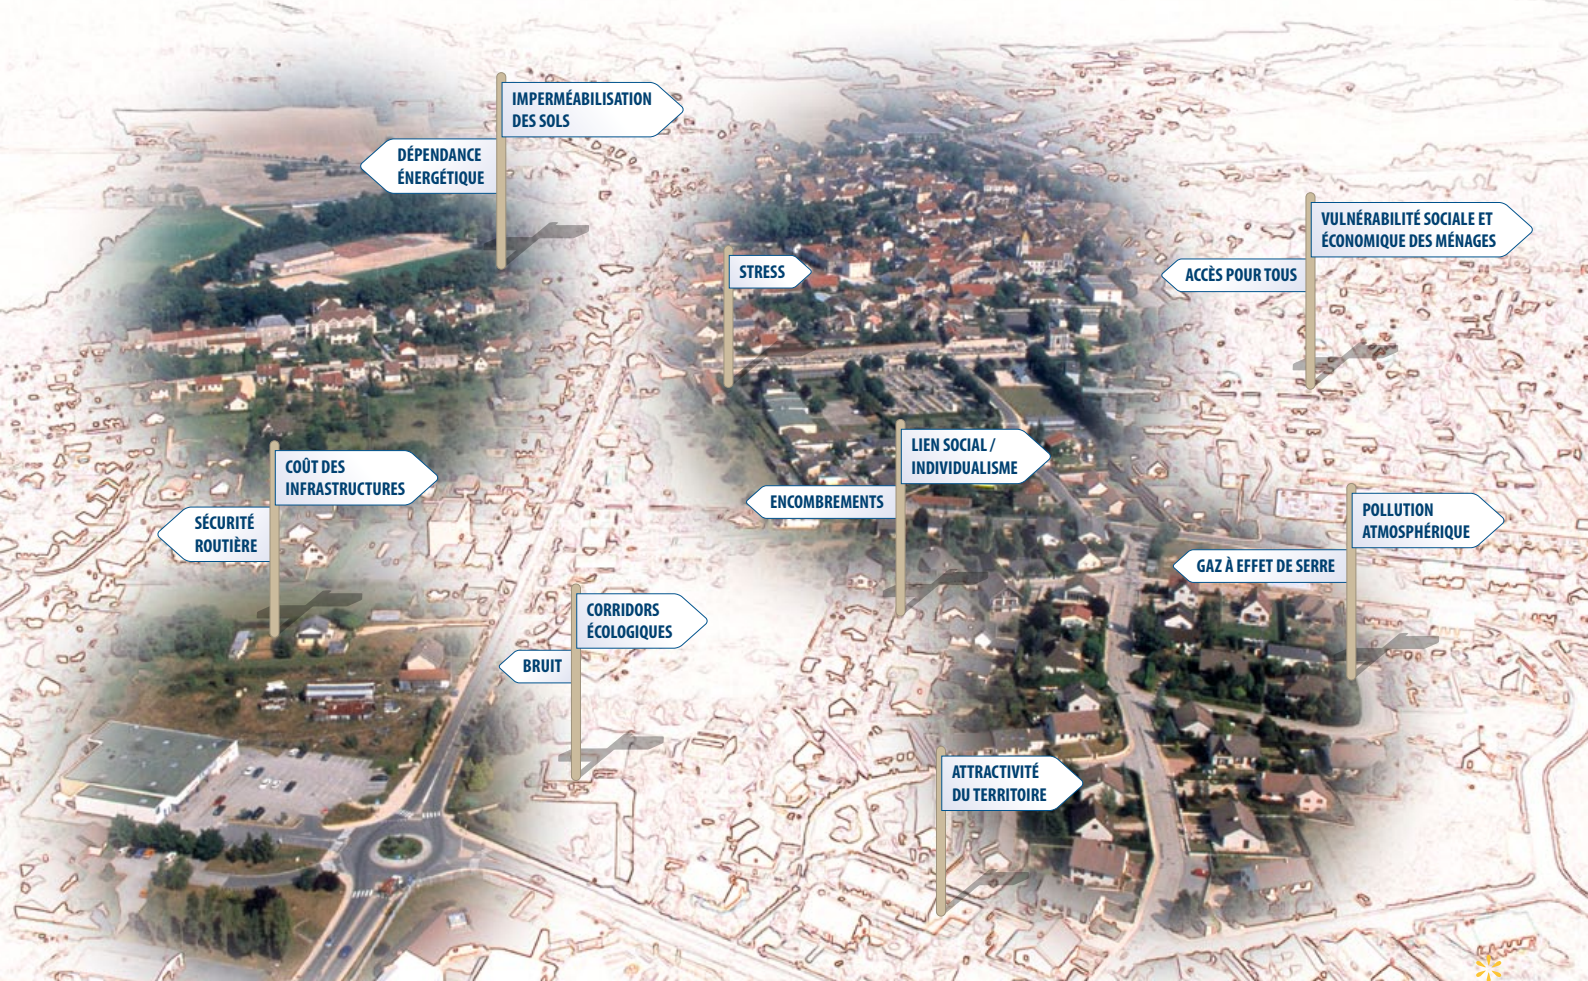 IMPERMÉABILISATION
DES SOLS
DÉPENDANCE
ÉNERGÉTIQUE
VULNÉRABILITÉ SOCIALE ET
ÉCONOMIQUE DES MÉNAGES
ACCÈS POUR TOUS
STRESS
LIEN SOCIAL /
INDIVIDUALISME
ENCOMBREMENTS
COÛT DES
INFRASTRUCTURES
SÉCURITÉ
ROUTIÈRE
POLLUTION
ATMOSPHÉRIQUE
GAZ À EFFET DE SERRE
CORRIDORS
ÉCOLOGIQUES
BRUIT
ATTRACTIVITÉ
DU TERRITOIRE